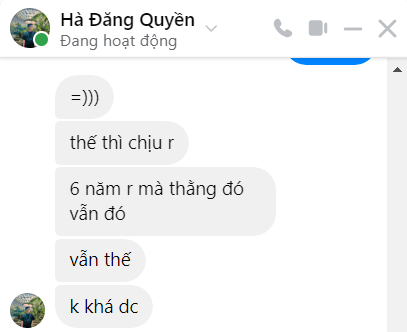 Hà Đăng Quyền
Đang hoạt động
=)))
thế thì chịu r
6 năm r mà thằng đó
vẫn đó
vẫn thế
k khá dc